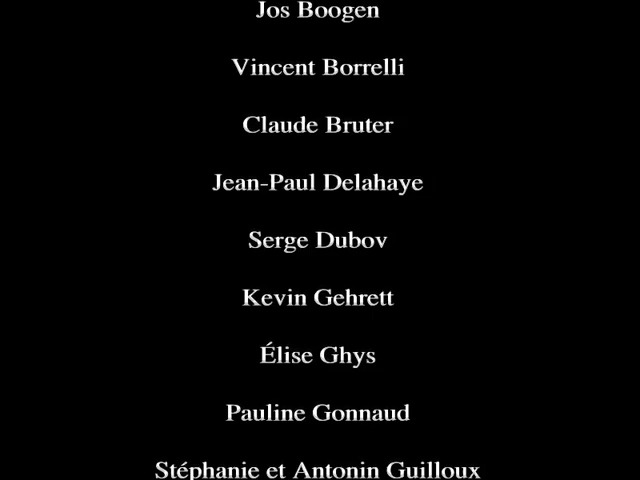 Jos Boogen
Vincent Borrelli
Claude Bruter
Jean-Paul Delahaye
Serge Dubov
Kevin Gehrett
Élise Ghys
Pauline Gonnaud
Stéphanie et Antonin Guilloux